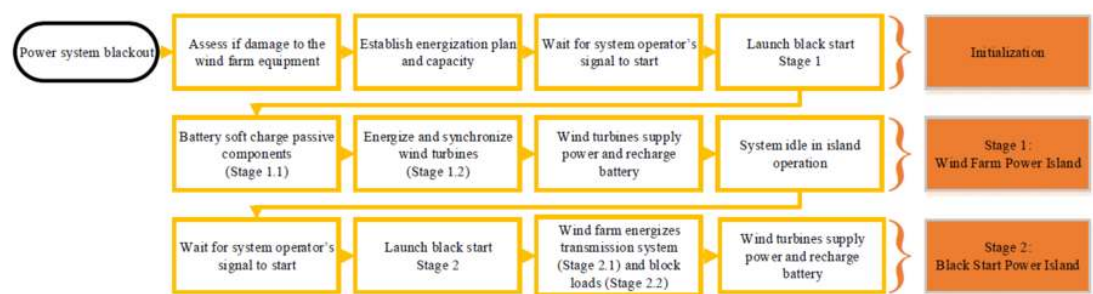 Power system blackout
Assess if damage to the
wind farm equipment
Establish energization plan
and capacity
Wait for system operator's
signal to start
Launch black start
Stage 1
Initialization
Battery soft charge passive
components
(Stage 1.1)
Energize and synchronize
wind turbines
(Stage 1.2)
Wind turbines supply
power and recharge
battery
System idle in island
operation
Stage 1:
Wind Farm Power Island
Wait for system operator's
signal to start
Launch black start
Stage 2
Wind farm energizes
transmission system
(Stage 2.1) and block
loads (Stage 2.2)
Wind turbines supply
power and recharge
battery
Stage 2:
Black Start Power Island